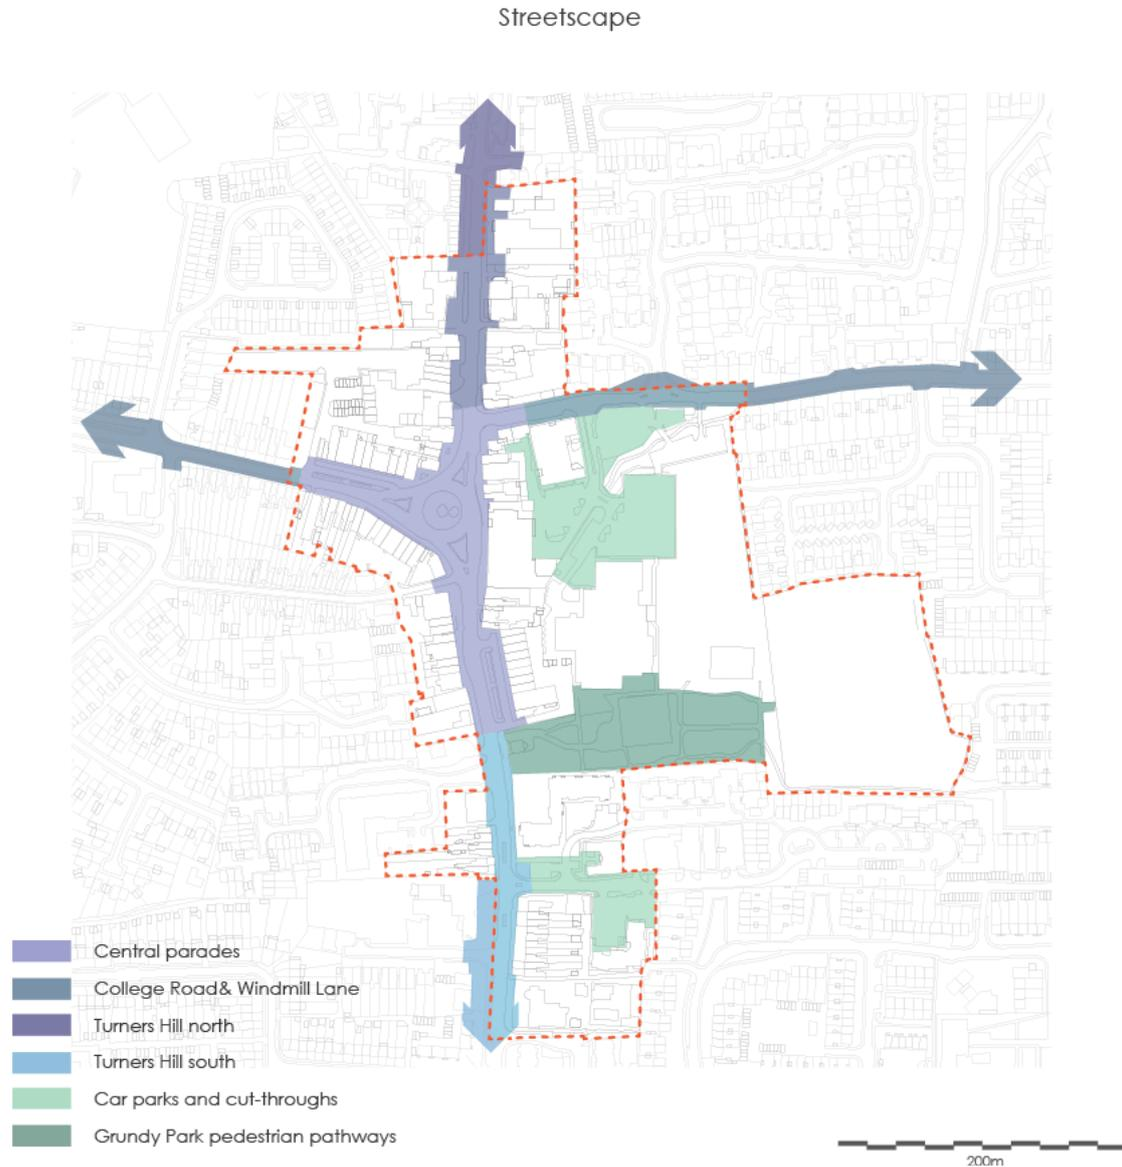 Streetscape
Central parades
College Road& Windmill Lane
Turners Hill north
Turners Hill south
Car parks and cut-throughs
Grundy Park pedestrian pathways
200m